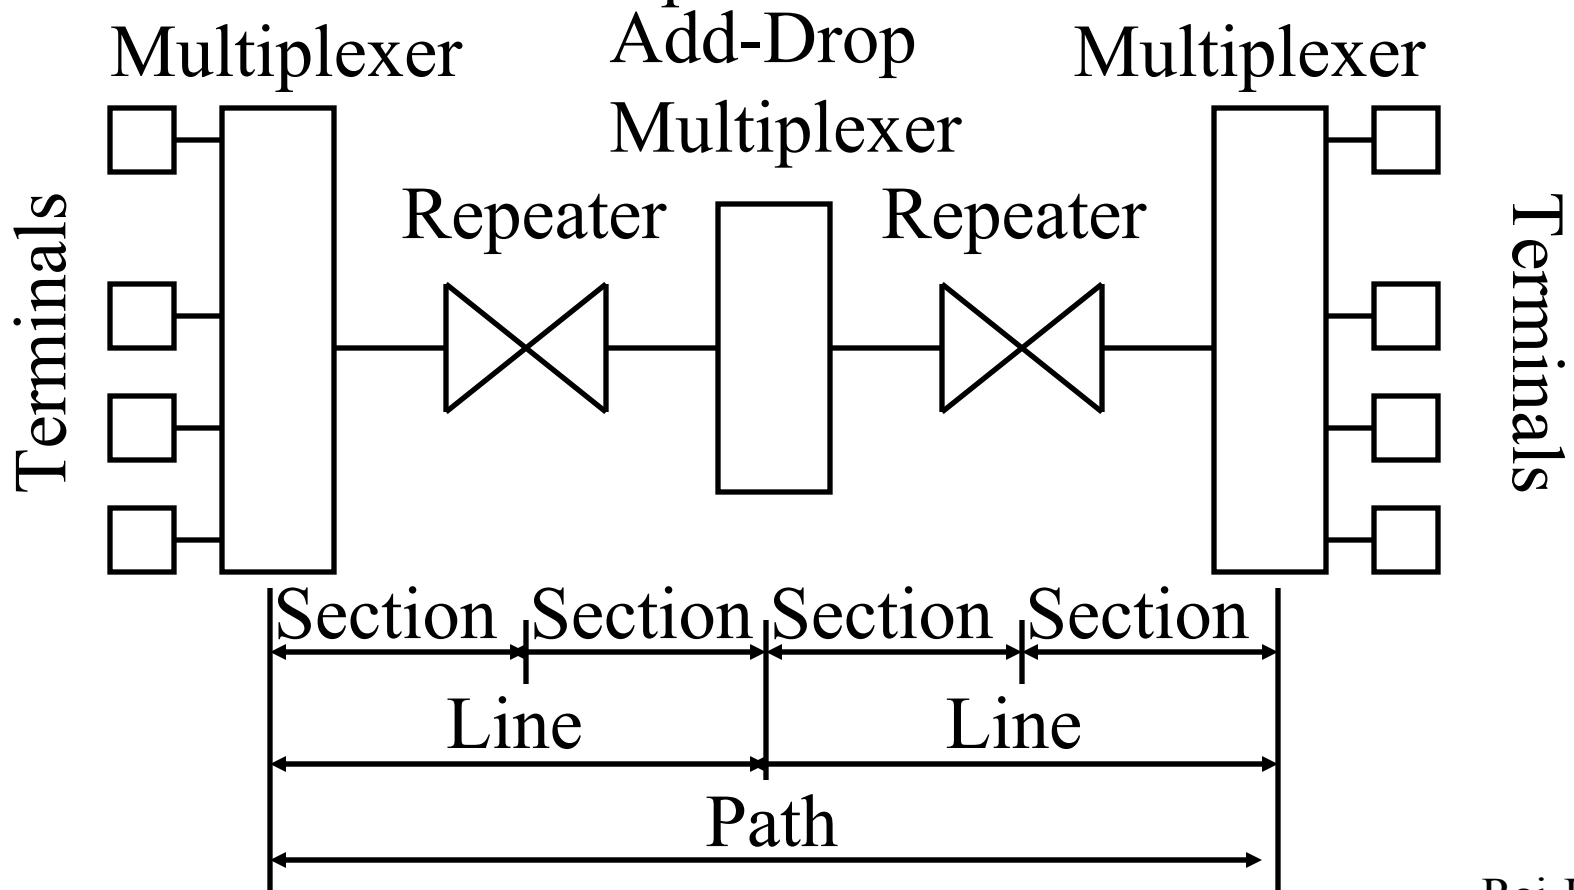 Multiplexer
Add-Drop
Multiplexer
Multiplexer
Repeater
Repeater
Terminals
Terminals
Section Section Section Section
Line Line
Path